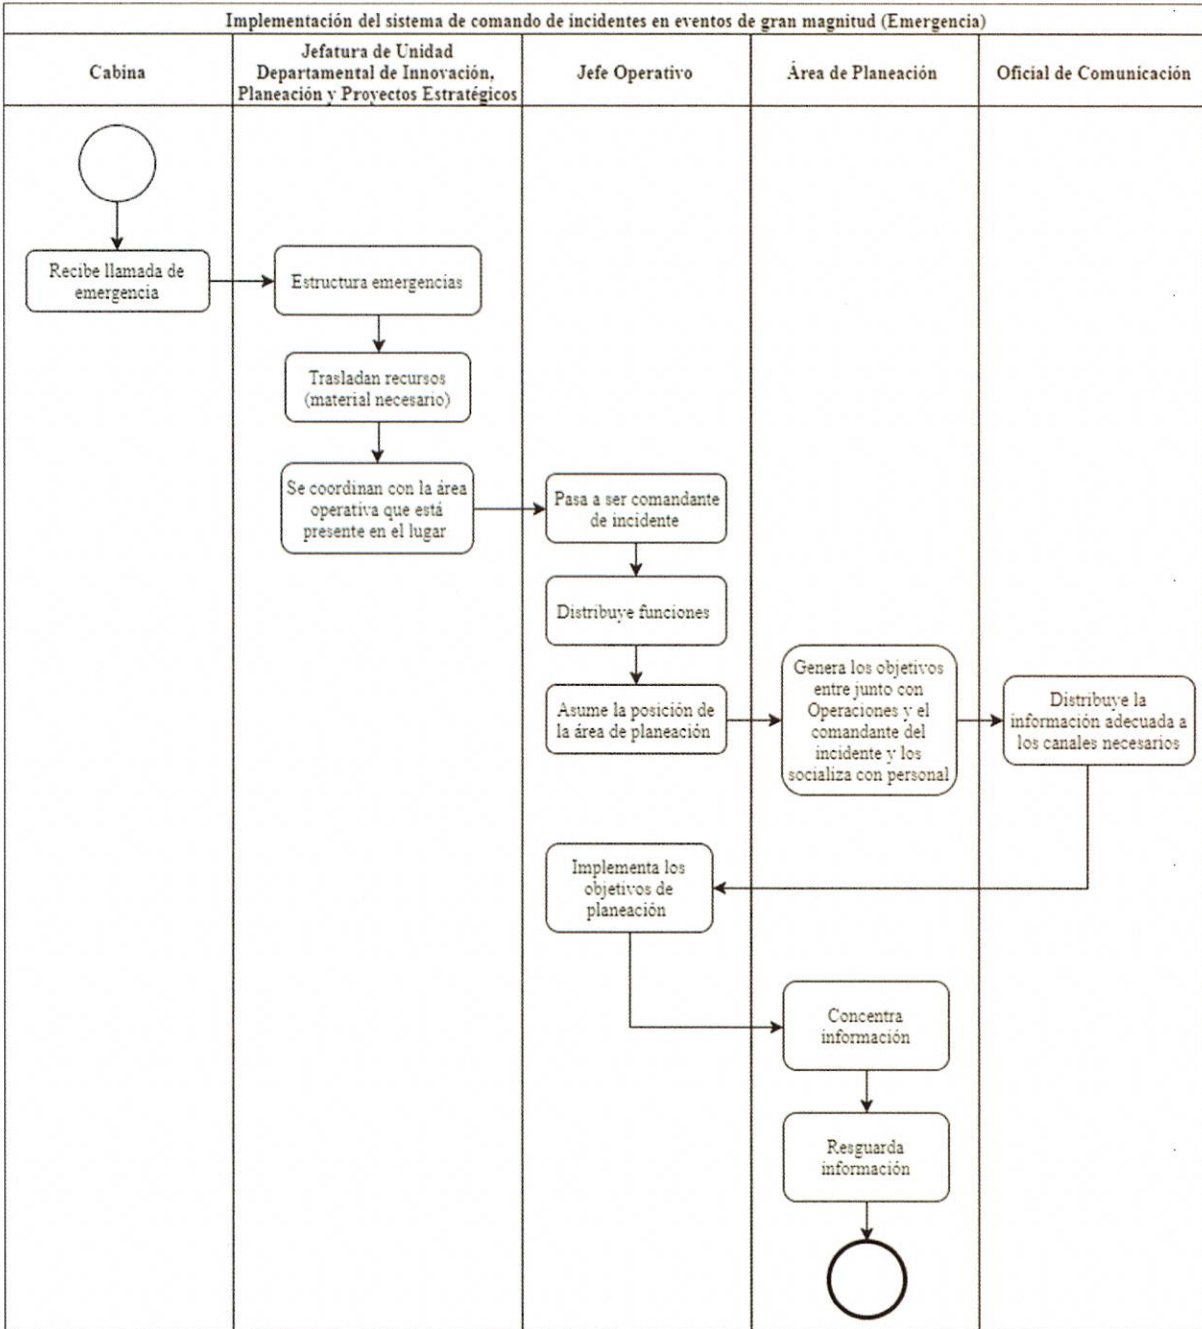 Implementación del sistema de comando de incidentes en eventos de gran magnitud (Emergencia)
Cabina
Jefatura de Unidad
Departamental de Innovación,
Planeación y Proyectos Estratégicos
Jefe Operativo
Área de Planeación
Oficial de Comunicación
Recibe llamada de
emergencia
Estructura emergencias
Trasladan recursos
(material necesario)
Se coordinan con la área
operativa que está
presente en el lugar
Pasa a ser comandante
de incidente
Distribuye funciones
Asume la posición de
la área de planeación
Genera los objetivos
entre junto con
Operaciones y el
comandante del
incidente y los
socializa con personal
Distribuye la
información adecuada a
los canales necesarios
Implementa los
objetivos de
planeación
Concentra
información
Resguarda
información